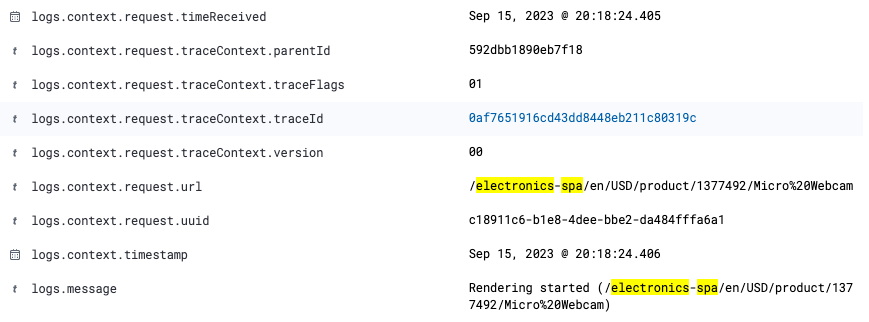 logs.context.request.timeReceived Sep 15, 2023 @ 20:18:24.405
t logs.context.request.traceContext.parentId 592dbb1890eb7f18
t logs.context.request.traceContext.traceFlags 01
t logs.context.request.traceContext.traceId 0af7651916cd43dd8448eb211c80319c
t logs.context.request.traceContext.version 00
t logs.context.request.url /electronics-spa/en/USD/product/1377492/Micro%20Webcam
t logs.context.request.uuid c18911c6-b1e8-4dee-bbe2-da484fffa6a1
logs.context.timestamp Sep 15, 2023 @ 20:18:24.406
t logs.message Rendering started (/electronics-spa/en/USD/product/137
7492/Micro%20Webcam)